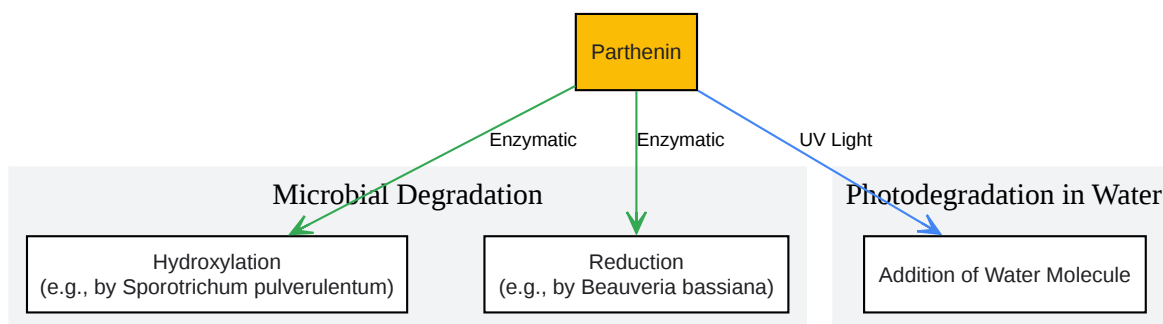 Parthenin
Enzymatic
Enzymatic
UV Light
Microbial Degradation
Photodegradation in Water
Hydroxylation
(e.g., by Sporotrichum pulverulentum)
Reduction
(e.g., by Beauveria bassiana)
Addition of Water Molecule